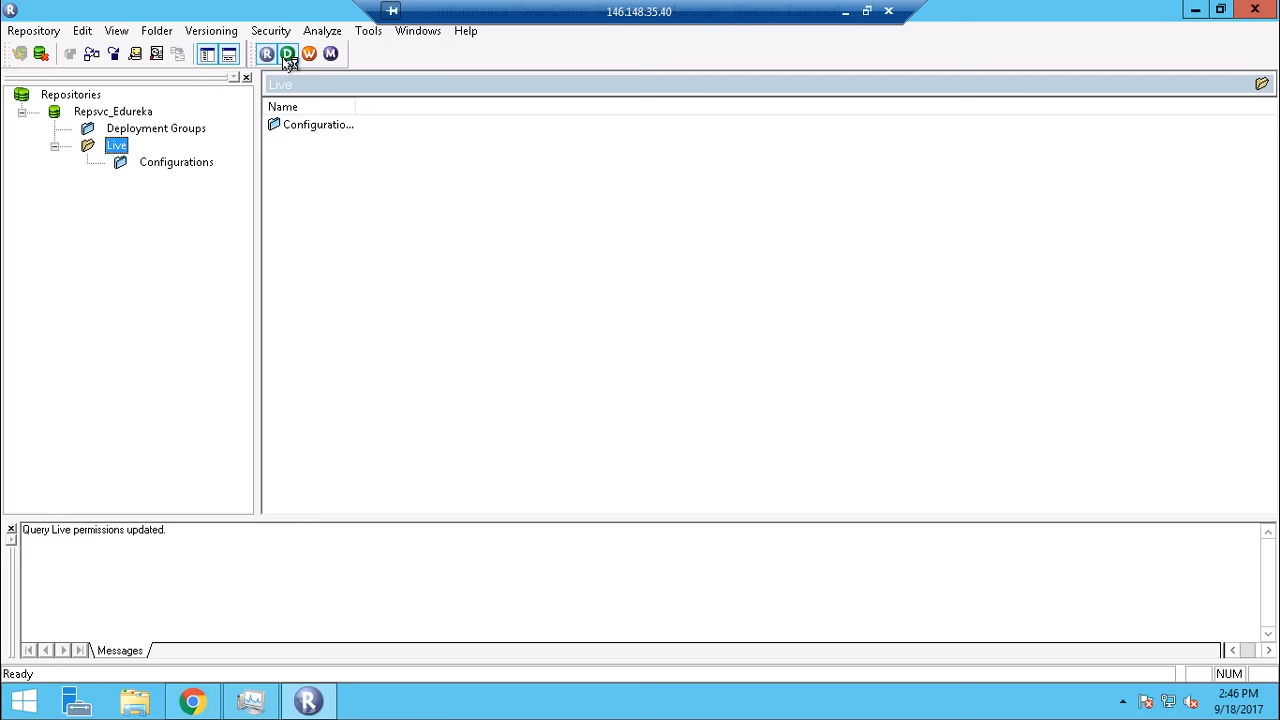 146.148.35.40
Repository Edit View Folder Versioning Security Analyze Tools Windows Help
R D W M
Repositories
Repsvc_Edureka
Deployment Groups
Live
Configurations
Live
Name
Configuratio...
Query Live permissions updated.
Messages
Ready
NUM
2:46 PM
9/18/2017